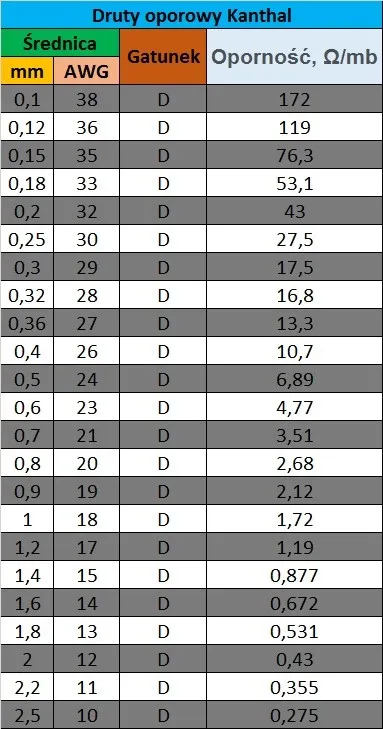 Druty oporowy Kanthal
Średnica Gatunek Oporność, Ω/mb
mm AWG
0,1 38 D 172
0,12 36 D 119
0,15 35 D 76,3
0,18 33 D 53,1
0,2 32 D 43
0,25 30 D 27,5
0,3 29 D 17,5
0,32 28 D 16,8
0,36 27 D 13,3
0,4 26 D 10,7
0,5 24 D 6,89
0,6 23 D 4,77
0,7 21 D 3,51
0,8 20 D 2,68
0,9 19 D 2,12
1 18 D 1,72
1,2 17 D 1,19
1,4 15 D 0,877
1,6 14 D 0,672
1,8 13 D 0,531
2 12 D 0,43
2,2 11 D 0,355
2,5 10 D 0,275